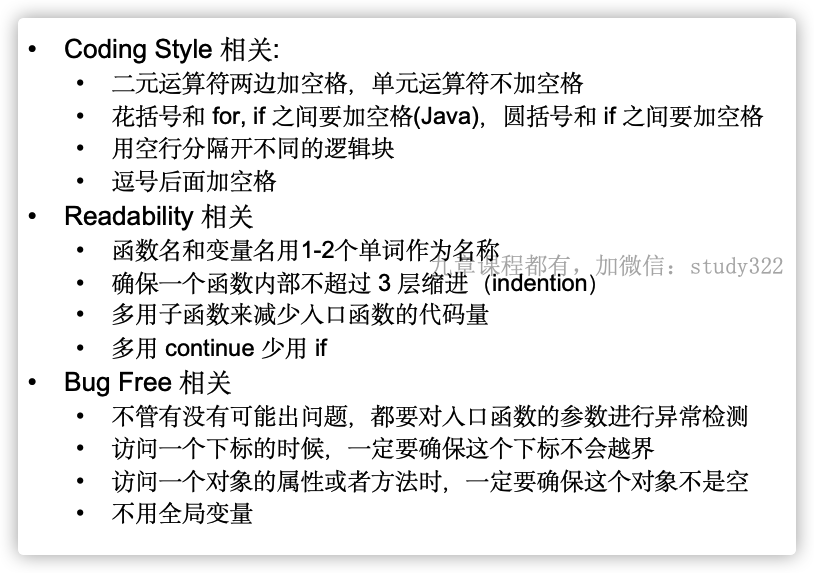 • Coding Style 相关:
• 二元运算符两边加空格，单元运算符不加空格
• 花括号和 for, if 之间要加空格(Java)，圆括号和 if 之间要加空格
• 用空行分隔开不同的逻辑块
• 逗号后面加空格
• Readability 相关
• 函数名和变量名用1-2个单词作为名称
九章课程都有，加微信：study322
• 确保一个函数内部不超过 3 层缩进（indention）
• 多用子函数来减少入口函数的代码量
• 多用 continue 少用 if
• Bug Free 相关
• 不管有没有可能出问题，都要对入口函数的参数进行异常检测
• 访问一个下标的时候，一定要确保这个下标不会越界
• 访问一个对象的属性或者方法时，一定要确保这个对象不是空
• 不用全局变量